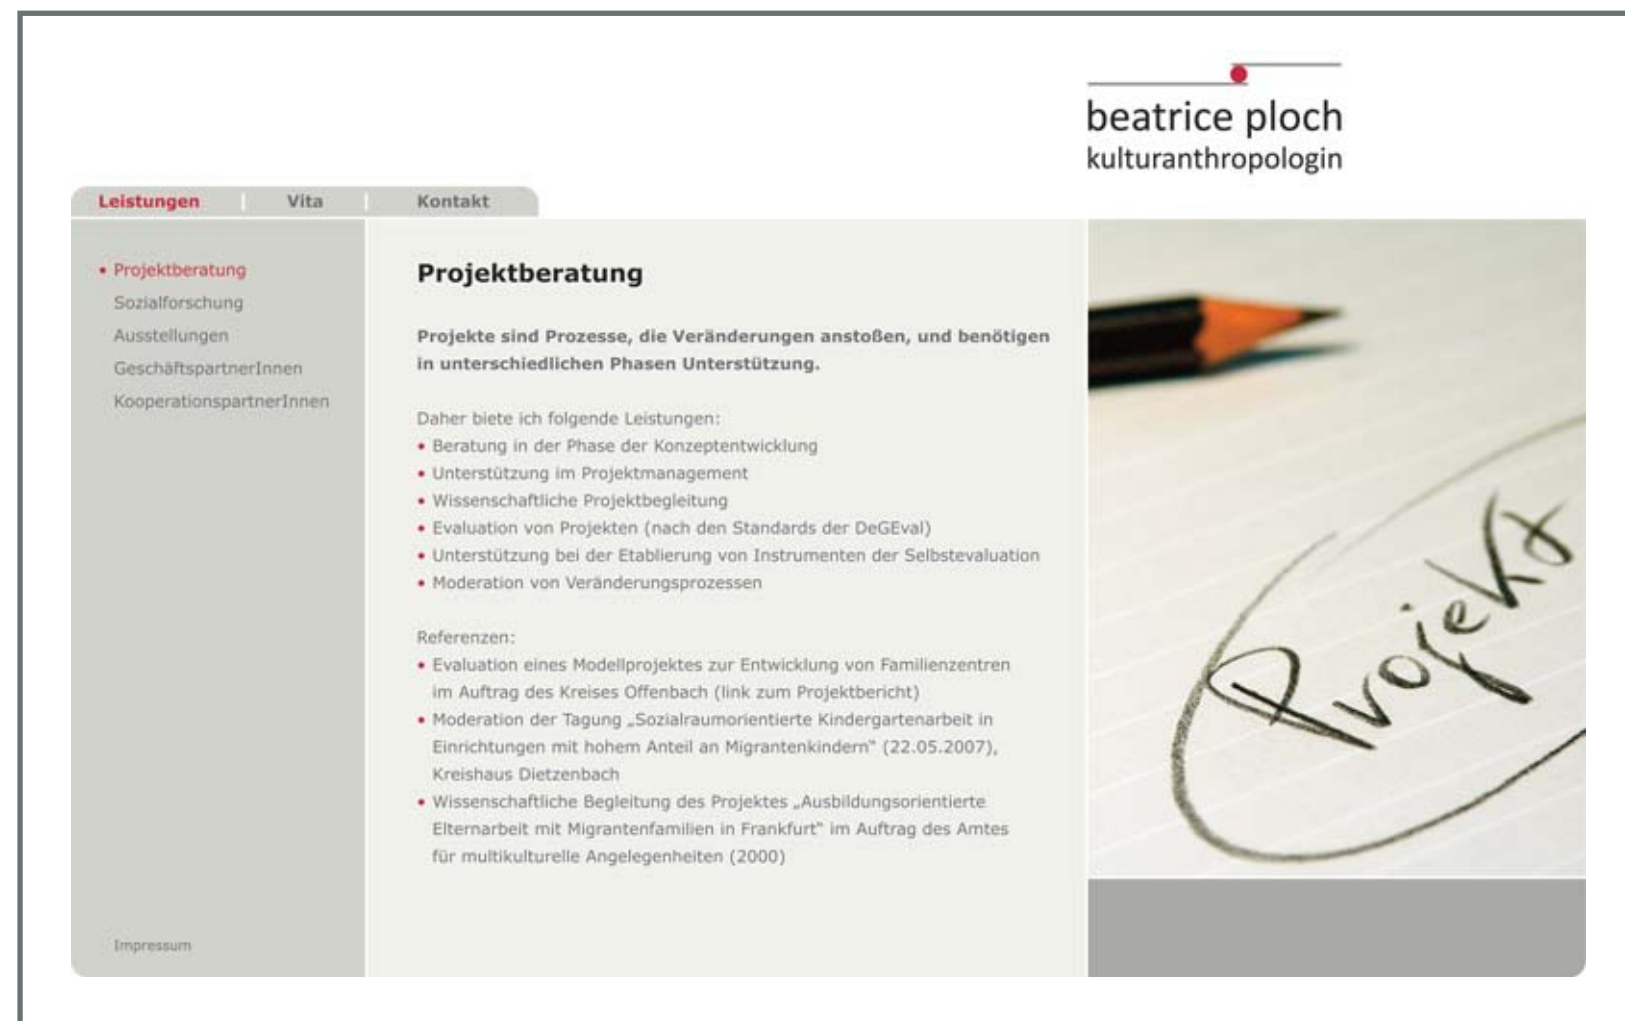 beatrice ploch
kulturanthropologin
Leistungen
Vita
Kontakt
Projektberatung
Sozialforschung
Ausstellungen
GeschäftspartnerInnen
KooperationspartnerInnen
Impressum
Projektberatung
Projekte sind Prozesse, die Veränderungen anstoßen, und benötigen
in unterschiedlichen Phasen Unterstützung.
Daher biete ich folgende Leistungen:
• Beratung in der Phase der Konzeptentwicklung
• Unterstützung im Projektmanagement
• Wissenschaftliche Projektbegleitung
• Evaluation von Projekten (nach den Standards der DeGEval)
• Unterstützung bei der Etablierung von Instrumenten der Selbstevaluation
• Moderation von Veränderungsprozessen
Referenzen:
• Evaluation eines Modellprojektes zur Entwicklung von Familienzentren
im Auftrag des Kreises Offenbach (link zum Projektbericht)
• Moderation der Tagung „Sozialraumorientierte Kindergartenarbeit in
Einrichtungen mit hohem Anteil an Migrantenkindern“ (22.05.2007),
Kreishaus Dietzenbach
• Wissenschaftliche Begleitung des Projektes „Ausbildungsorientierte
Elternarbeit mit Migrantenfamilien in Frankfurt“ im Auftrag des Amtes
für multikulturelle Angelegenheiten (2000)
Projekt